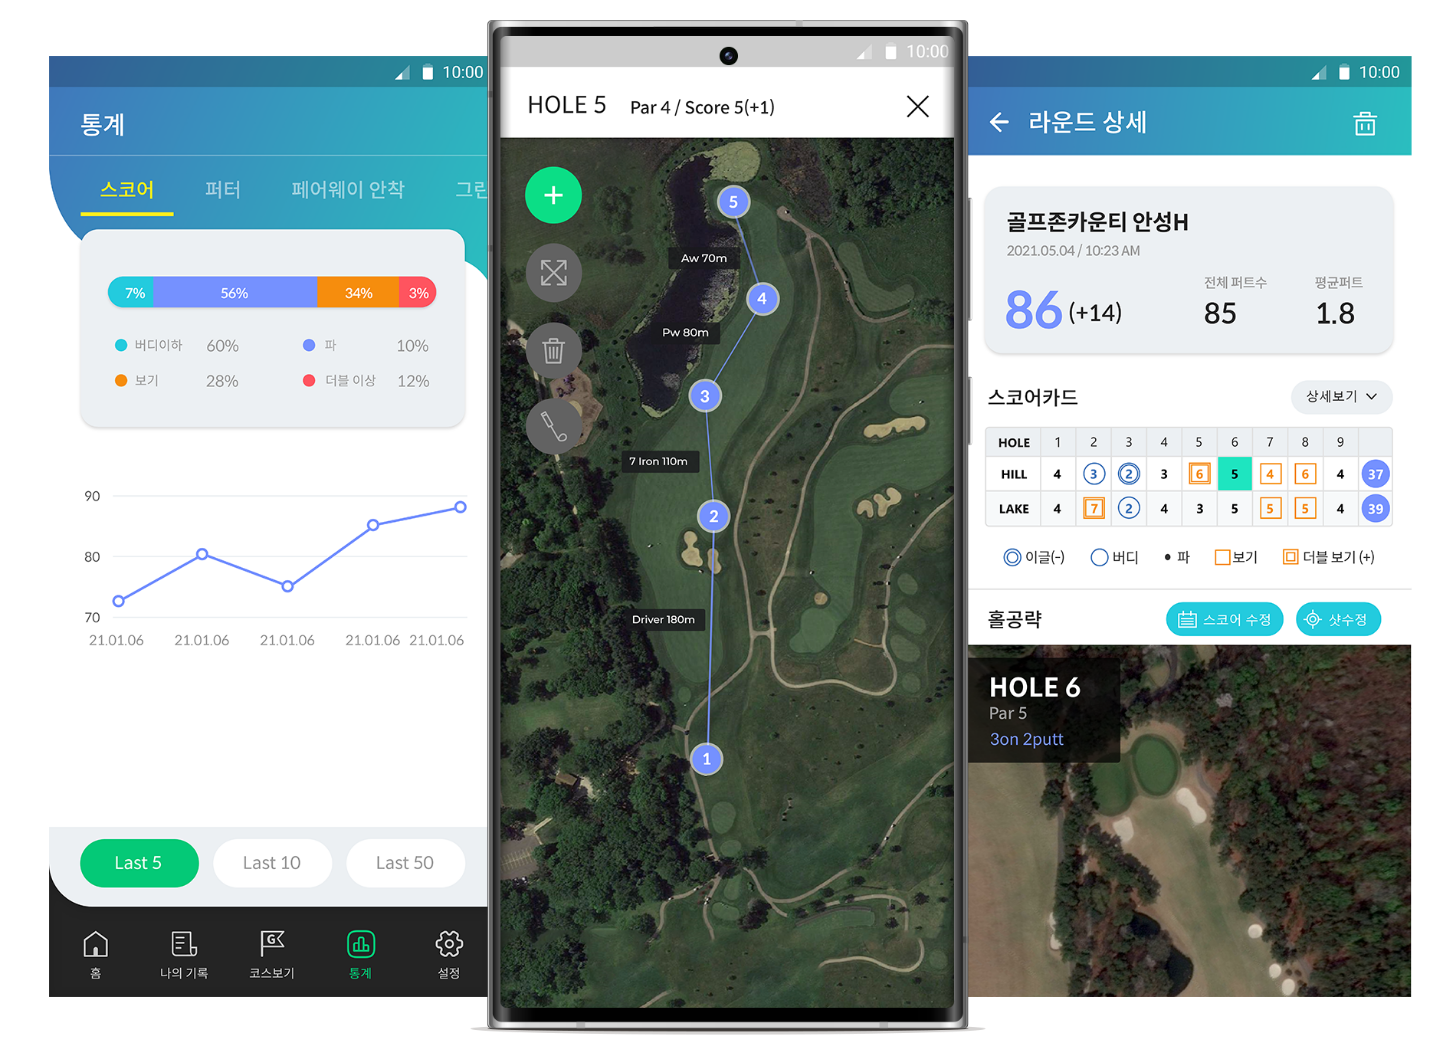 10:00
통계
스코어 퍼터 페어웨이 안착 그린
7% 56% 34% 3%
버디이하 60% 파 10%
보기 28% 더블 이상 12%
90
80
70
21.01.06 21.01.06 21.01.06 21.01.06 21.01.06
Last 5 Last 10 Last 50
홈 나의 기록 코스보기 통계 설정
10:00
HOLE 5 Par 4 / Score 5(+1)
5
Aw 70m
4
Pw 80m
3
7 Iron 110m
2
Driver 180m
1
10:00
라운드 상세
골프존카운티 안성H
2021.05.04 / 10:23 AM
전체 퍼트수 평균퍼트
86 (+14) 85 1.8
스코어카드 상세보기
HOLE 1 2 3 4 5 6 7 8 9
HILL 4 3 2 3 6 5 4 6 4 37
LAKE 4 7 2 4 3 5 5 5 4 39
이글(-) 버디 파 보기 더블 보기 (+)
홀공략 스코어 수정 샷수정
HOLE 6
Par 5
3on 2putt